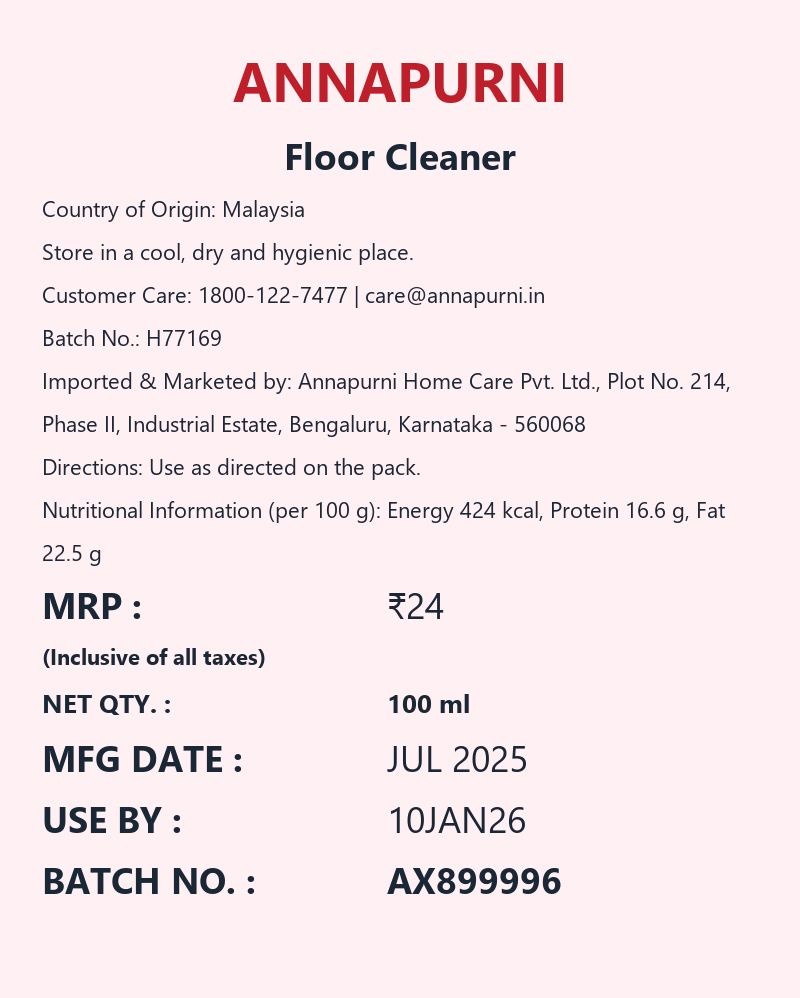 ANNAPURNI
Floor Cleaner
Country of Origin: Malaysia
Store in a cool, dry and hygienic place.
Customer Care: 1800-122-7477 | care@annapurni.in
Batch No.: H77169
Imported & Marketed by: Annapurni Home Care Pvt. Ltd., Plot No. 214,
Phase II, Industrial Estate, Bengaluru, Karnataka - 560068
Directions: Use as directed on the pack.
Nutritional Information (per 100 g): Energy 424 kcal, Protein 16.6 g, Fat
22.5 g
MRP : ₹24
(Inclusive of all taxes)
NET QTY. : 100 ml
MFG DATE : JUL 2025
USE BY : 10JAN26
BATCH NO. : AX899996